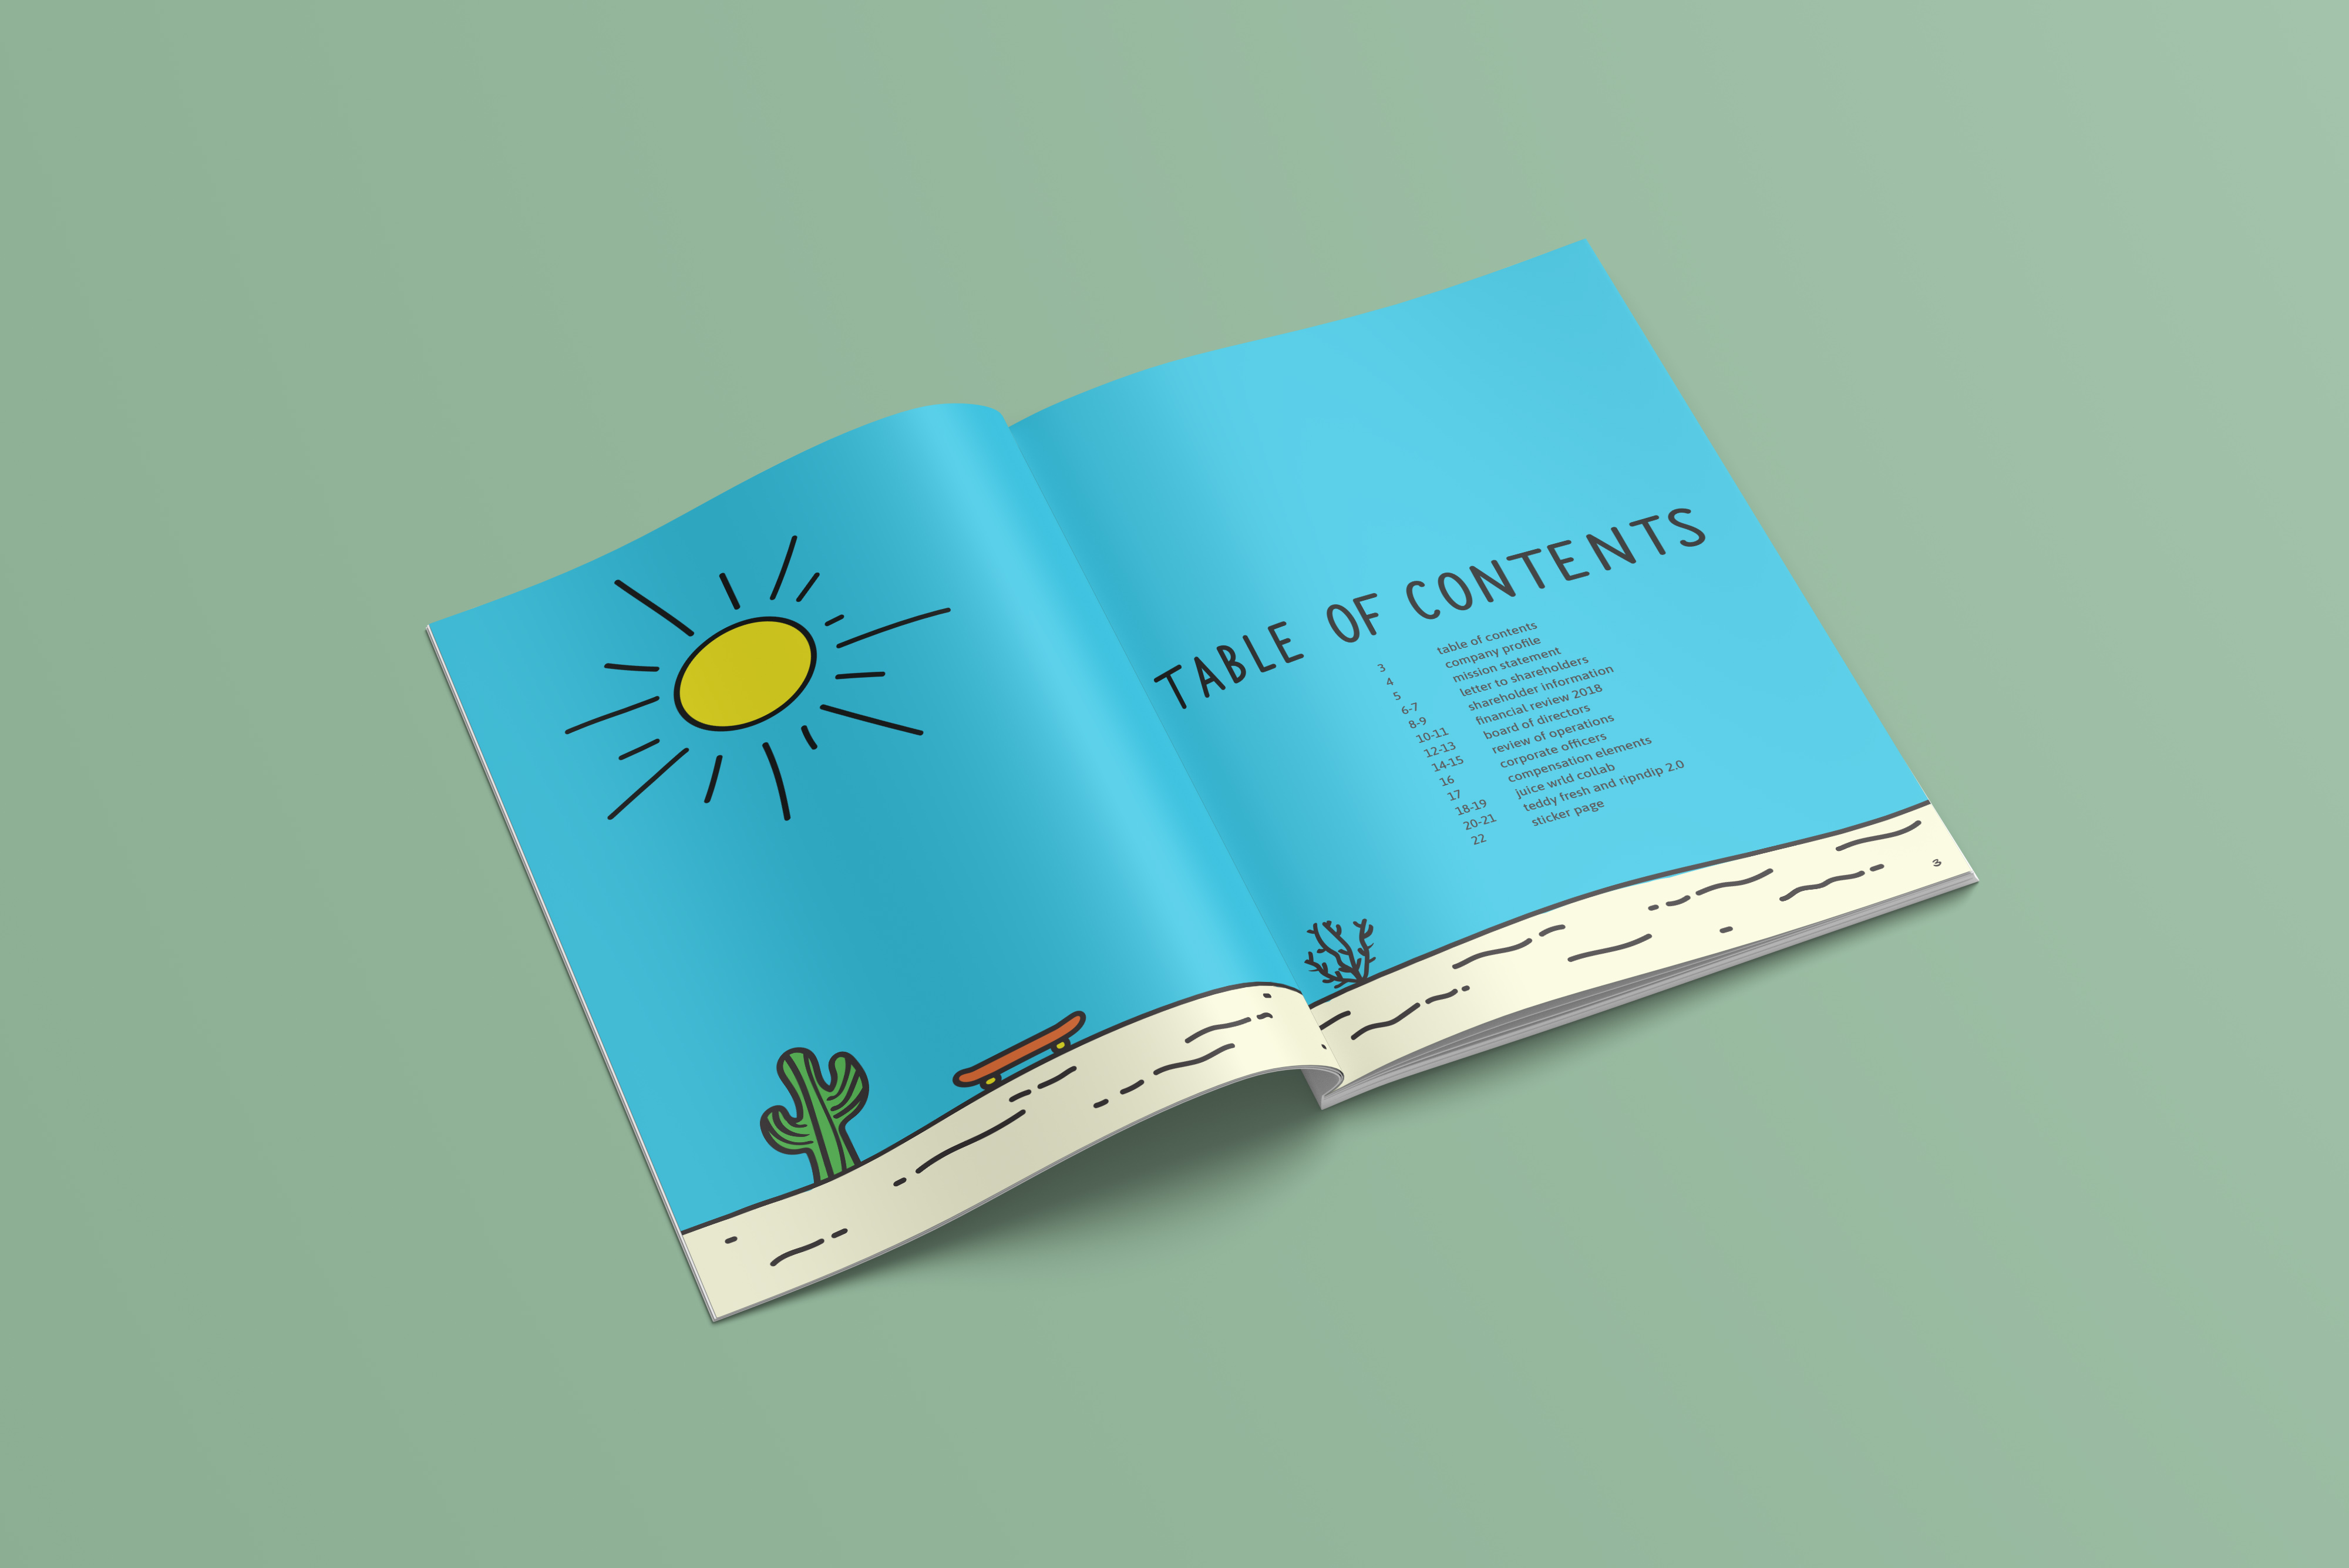 TABLE OF CONTENTS
3 table of contents
4 company profile
5 mission statement
6-7 letter to shareholders
8-9 shareholder information
10-11 financial review 2018
12-13 board of directors
14-15 review of operations
16 corporate officers
17 compensation elements
18-19 juice wrld collab
20-21 teddy fresh and ripndip 2.0
22 sticker page
3